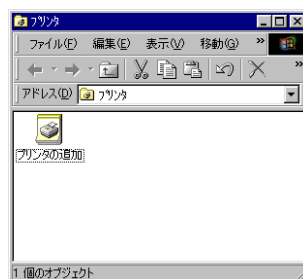 プリンタ
ファイル(F) 編集(E) 表示(V) 移動(G) »
»
アドレス(D) プリンタ
プリンタの追加
1 個のオブジェクト